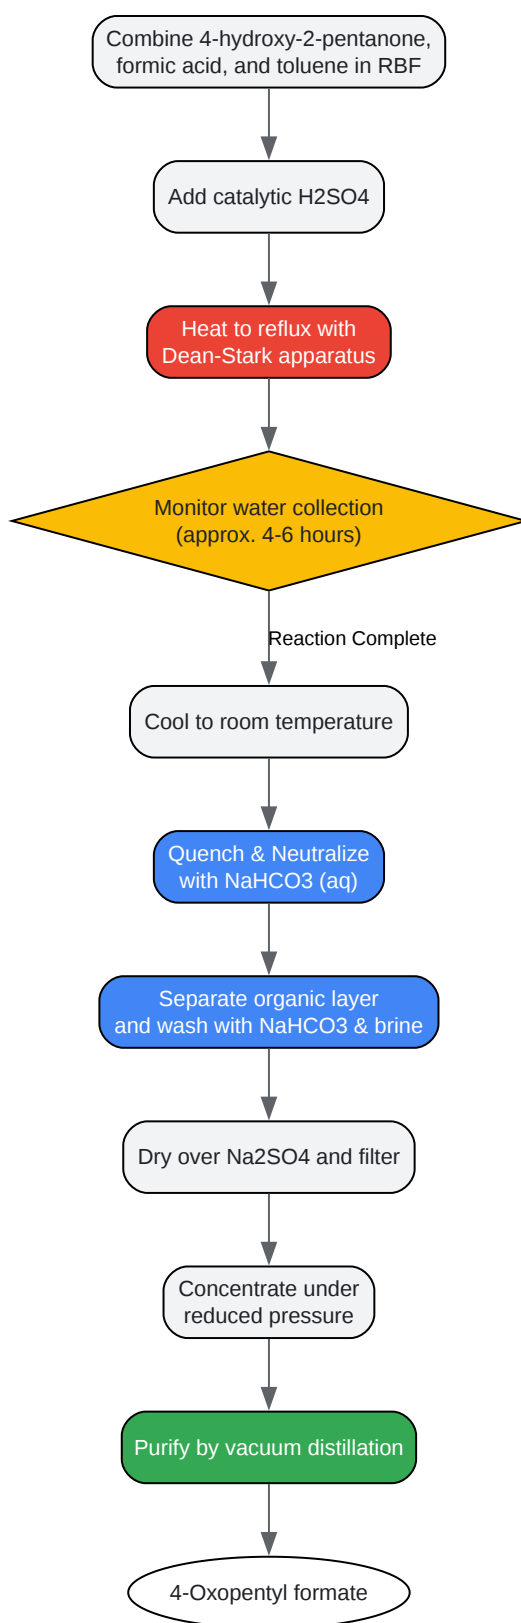 Combine 4-hydroxy-2-pentanone,
formic acid, and toluene in RBF
Add catalytic H2SO4
Heat to reflux with
Dean-Stark apparatus
Monitor water collection
(approx. 4-6 hours)
Reaction Complete
Cool to room temperature
Quench & Neutralize
with NaHCO3 (aq)
Separate organic layer
and wash with NaHCO3 & brine
Dry over Na2SO4 and filter
Concentrate under
reduced pressure
Purify by vacuum distillation
4-Oxopentyl formate